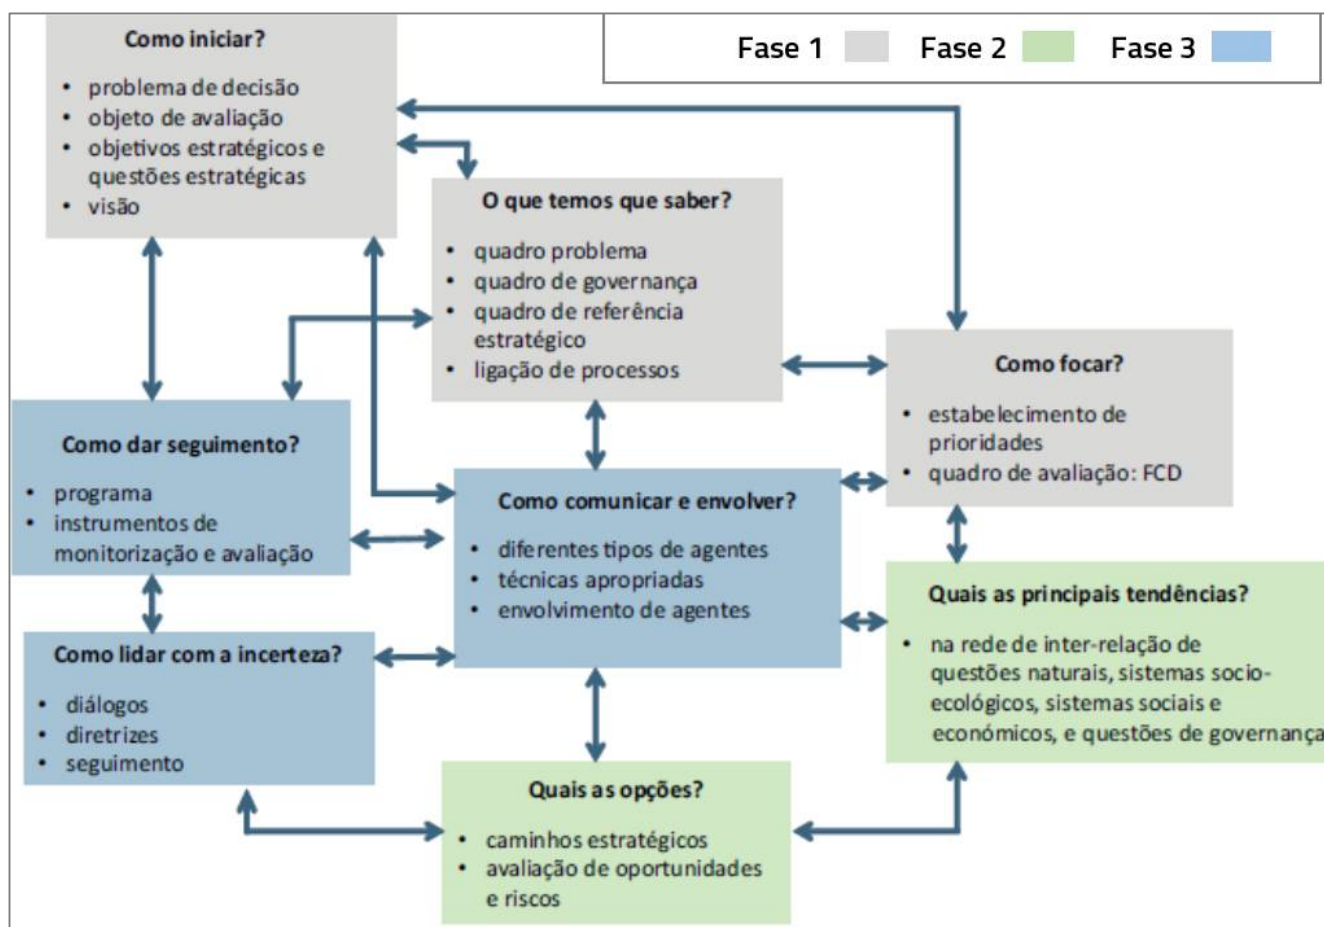 Fase 1
Fase 2
Fase 3
Como iniciar?
• problema de decisão
• objeto de avaliação
• objetivos estratégicos e
questões estratégicas
• visão
O que temos que saber?
• quadro problema
• quadro de governança
• quadro de referência
estratégico
• ligação de processos
Como focar?
• estabelecimento de
prioridades
• quadro de avaliação: FCD
Como dar seguimento?
• programa
• instrumentos de
monitorização e avaliação
Como comunicar e envolver?
• diferentes tipos de agentes
• técnicas apropriadas
• envolvimento de agentes
Quais as principais tendências?
• na rede de inter-relação de
questões naturais, sistemas socio-
ecológicos, sistemas sociais e
económicos, e questões de governança
Como lidar com a incerteza?
• diálogos
• diretrizes
• seguimento
Quais as opções?
• caminhos estratégicos
• avaliação de oportunidades
e riscos